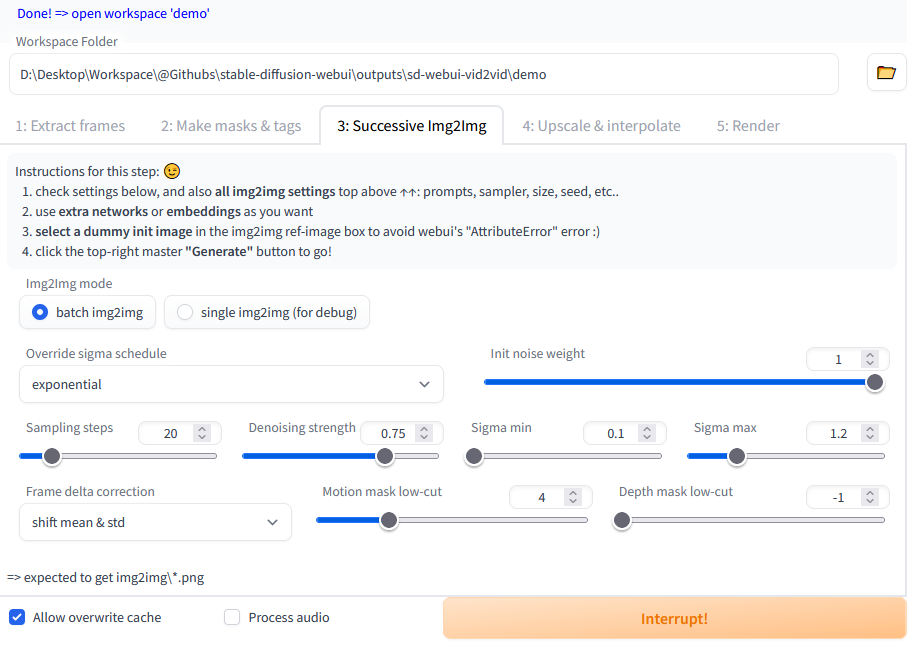 Done! => open workspace 'demo'
Workspace Folder
D:\Desktop\Workspace\@Githubs\stable-diffusion-webui\outputs\sd-webui-vid2vid\demo
1: Extract frames 2: Make masks & tags 3: Successive Img2Img 4: Upscale & interpolate 5: Render
Instructions for this step: 😉
1. check settings below, and also all img2img settings top above ↑↑: prompts, sampler, size, seed, etc..
2. use extra networks or embeddings as you want
3. select a dummy init image in the img2img ref-image box to avoid webui's "AttributeError" error :)
4. click the top-right master "Generate" button to go!
Img2Img mode
batch img2img single img2img (for debug)
Override sigma schedule Init noise weight 1
exponential
Sampling steps 20 Denoising strength 0.75 Sigma min 0.1 Sigma max 1.2
Frame delta correction Motion mask low-cut 4 Depth mask low-cut -1
shift mean & std
=> expected to get img2img\*.png
Allow overwrite cache Process audio Interrupt!